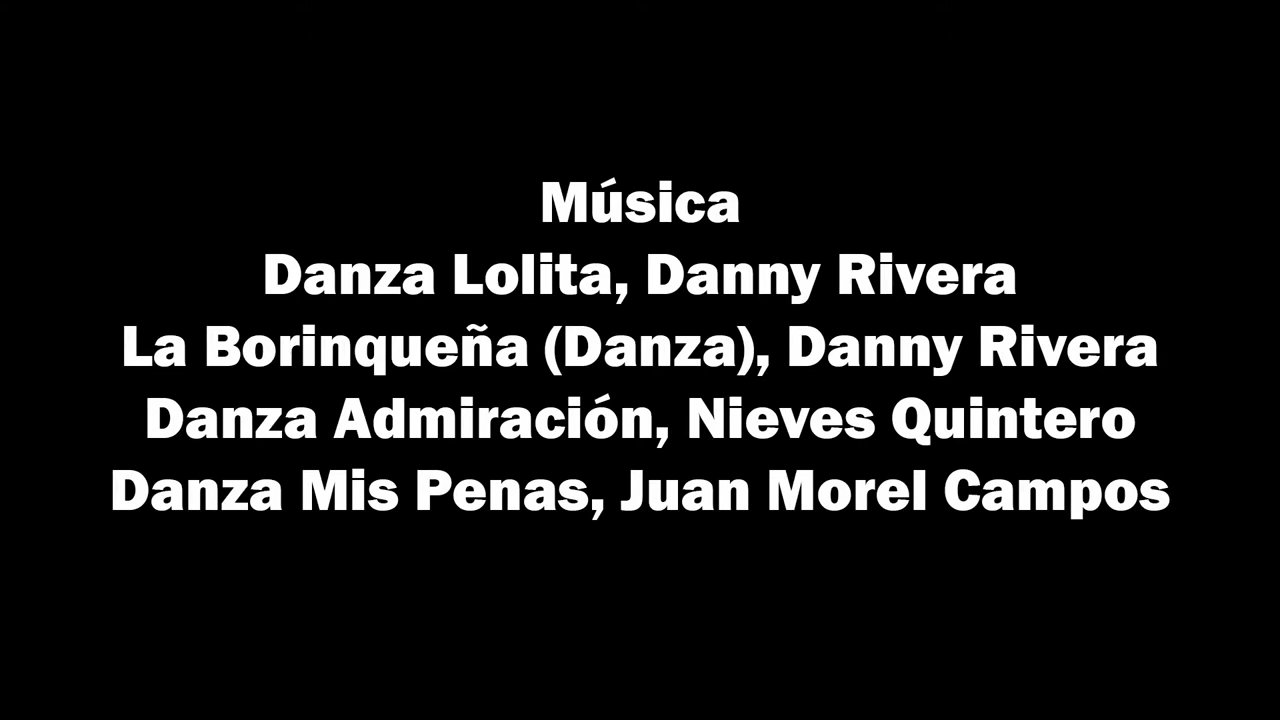 Música
Danza Lolita, Danny Rivera
La Borinqueña (Danza), Danny Rivera
Danza Admiración, Nieves Quintero
Danza Mis Penas, Juan Morel Campos